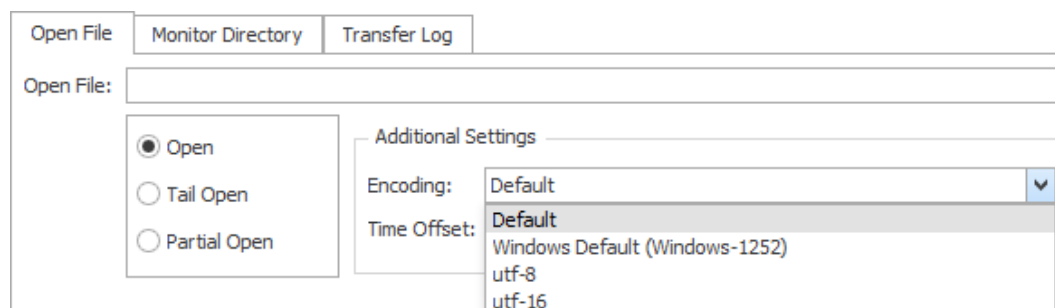 Open File Monitor Directory Transfer Log
Open File:
Open
Tail Open
Partial Open
Additional Settings
Encoding: Default
Time Offset:
Default
Windows Default (Windows-1252)
utf-8
utf-16